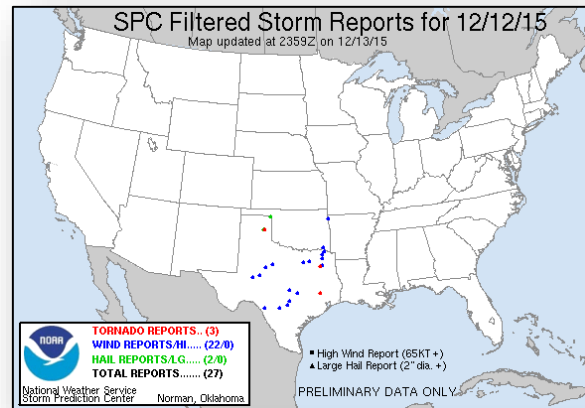 SPC Filtered Storm Reports for 12/12/15
Map updated at 2359Z on 12/13/15
NOAA
TORNADO REPORTS.. (3)
WIND REPORTS/HI..... (22/0)
HAIL REPORTS/LG..... (2/0)
TOTAL REPORTS....... (27)
National Weather Service
Storm Prediction Center Norman, Oklahoma
High Wind Report (65KT +)
Large Hail Report (2" dia. +)
PRELIMINARY DATA ONLY